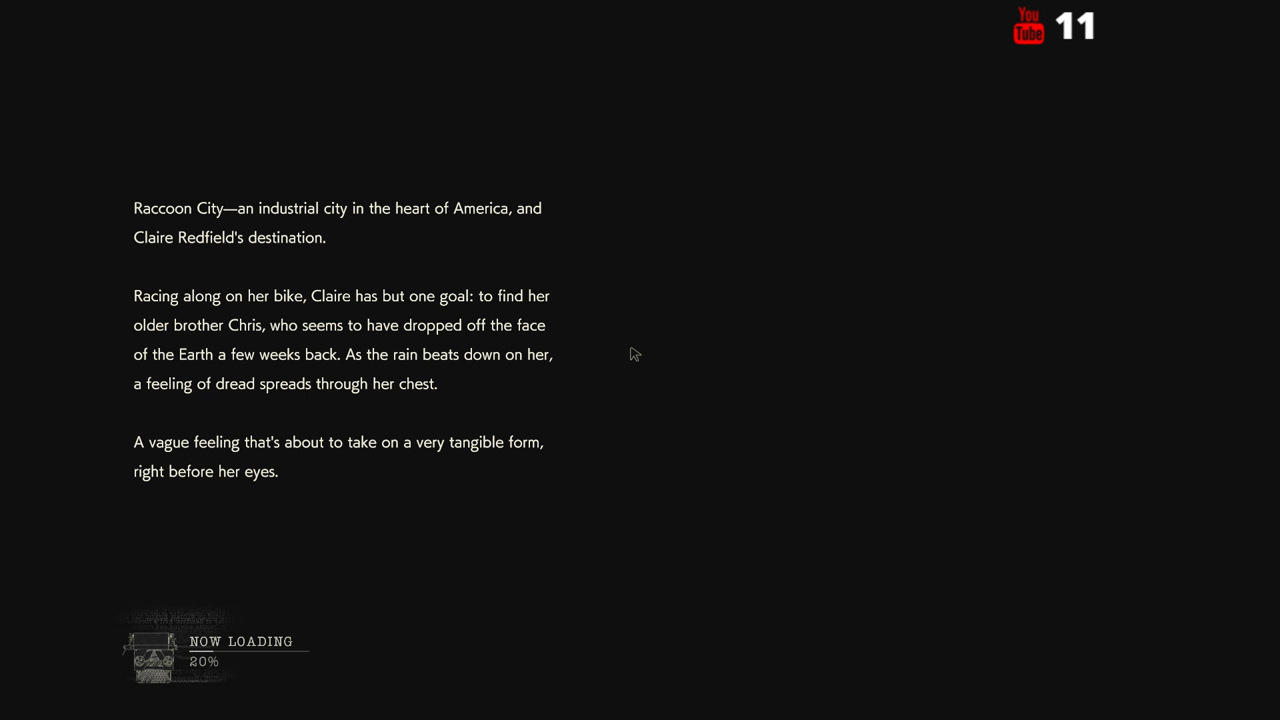 You
Tube 11
Raccoon City—an industrial city in the heart of America, and
Claire Redfield's destination.
Racing along on her bike, Claire has but one goal: to find her
older brother Chris, who seems to have dropped off the face
of the Earth a few weeks back. As the rain beats down on her,
a feeling of dread spreads through her chest.
A vague feeling that's about to take on a very tangible form,
right before her eyes.
NOW LOADING
20%